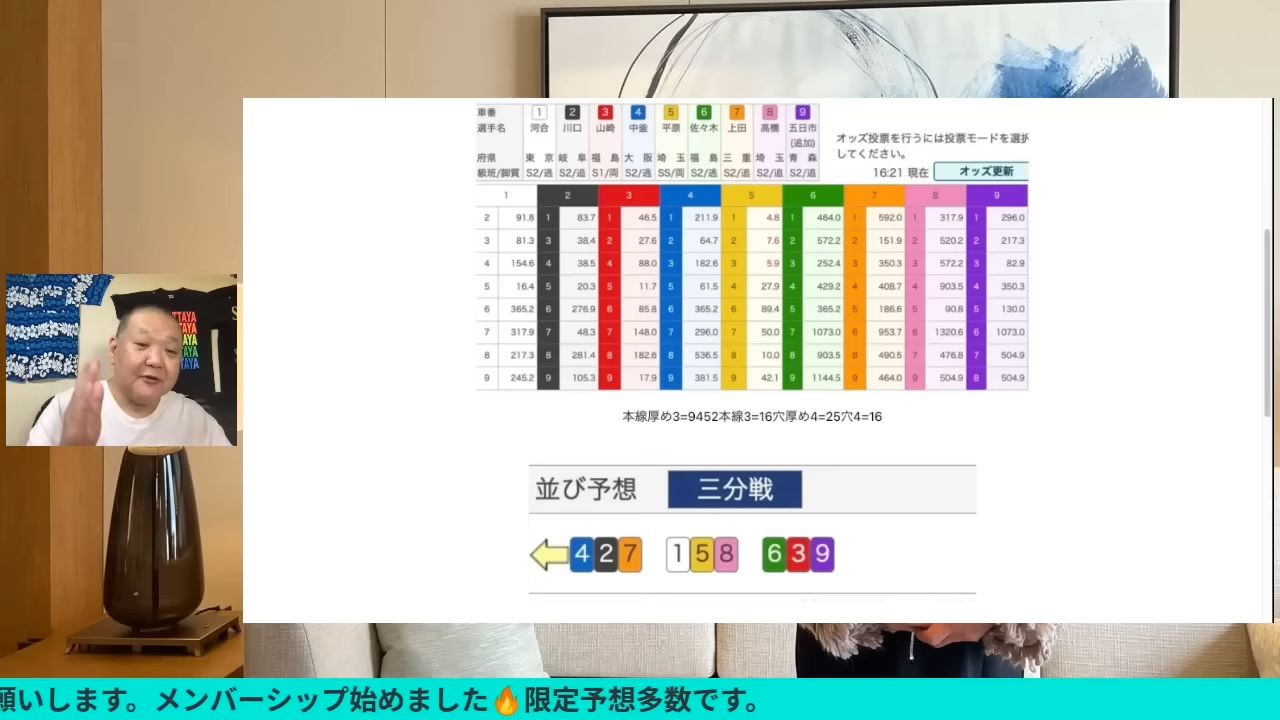 車番 1 2 3 4 5 6 7 8 9
選手名 河合 川口 山崎 中釜 平原 佐々木 上田 高橋 五日市
(追加)
府県 東 京 岐 阜 福 島 大 阪 埼 玉 福 島 三 重 埼 玉 青 森
級班/脚質 S2/逃 S2/追 S1/両 S2/逃 SS/両 S2/逃 S2/追 S2/追 S2/追
オッズ投票を行うには投票モードを選択
してください。
16:21 現在 オッズ更新
1 2 3 4 5 6 7 8 9
2 91.8 1 83.7 1 46.5 1 211.9 1 4.8 1 464.0 1 592.0 1 317.9 1 296.0
3 81.3 3 38.4 2 27.6 2 64.7 2 7.6 2 572.2 2 151.9 2 520.2 2 217.3
4 154.6 4 38.5 4 88.0 3 182.6 3 5.9 3 252.4 3 350.3 3 572.2 3 82.9
5 16.4 5 20.3 5 11.7 5 61.5 4 27.9 4 429.2 4 408.7 4 903.5 4 350.3
6 365.2 6 276.9 6 85.8 6 365.2 6 89.4 5 365.2 5 186.6 5 90.8 5 130.0
7 317.9 7 48.3 7 148.0 7 296.0 7 50.0 7 1073.0 6 953.7 6 1320.6 6 1073.0
8 217.3 8 281.4 8 182.6 8 536.5 8 10.0 8 903.5 8 490.5 7 476.8 7 504.9
9 245.2 9 105.3 9 17.9 9 381.5 9 42.1 9 1144.5 9 464.0 9 504.9 8 504.9
本線厚め3=9452本線3=16穴厚め4=25穴4=16
並び予想 三分戦
4 2 7 1 5 8 6 3 9
TTAYA
TAYA
TAYA
TAYA
TAYA
願いします。メンバーシップ始めました🔥限定予想多数です。